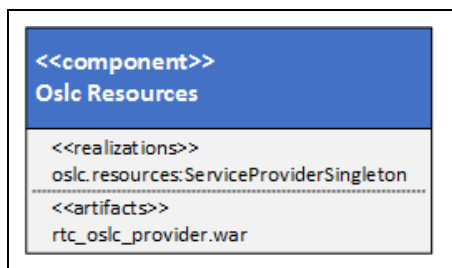 <<component>>
Oslc Resources
<<realizations>>
oslc.resources:ServiceProviderSingleton
<<artifacts>>
rtc_oslc_provider.war